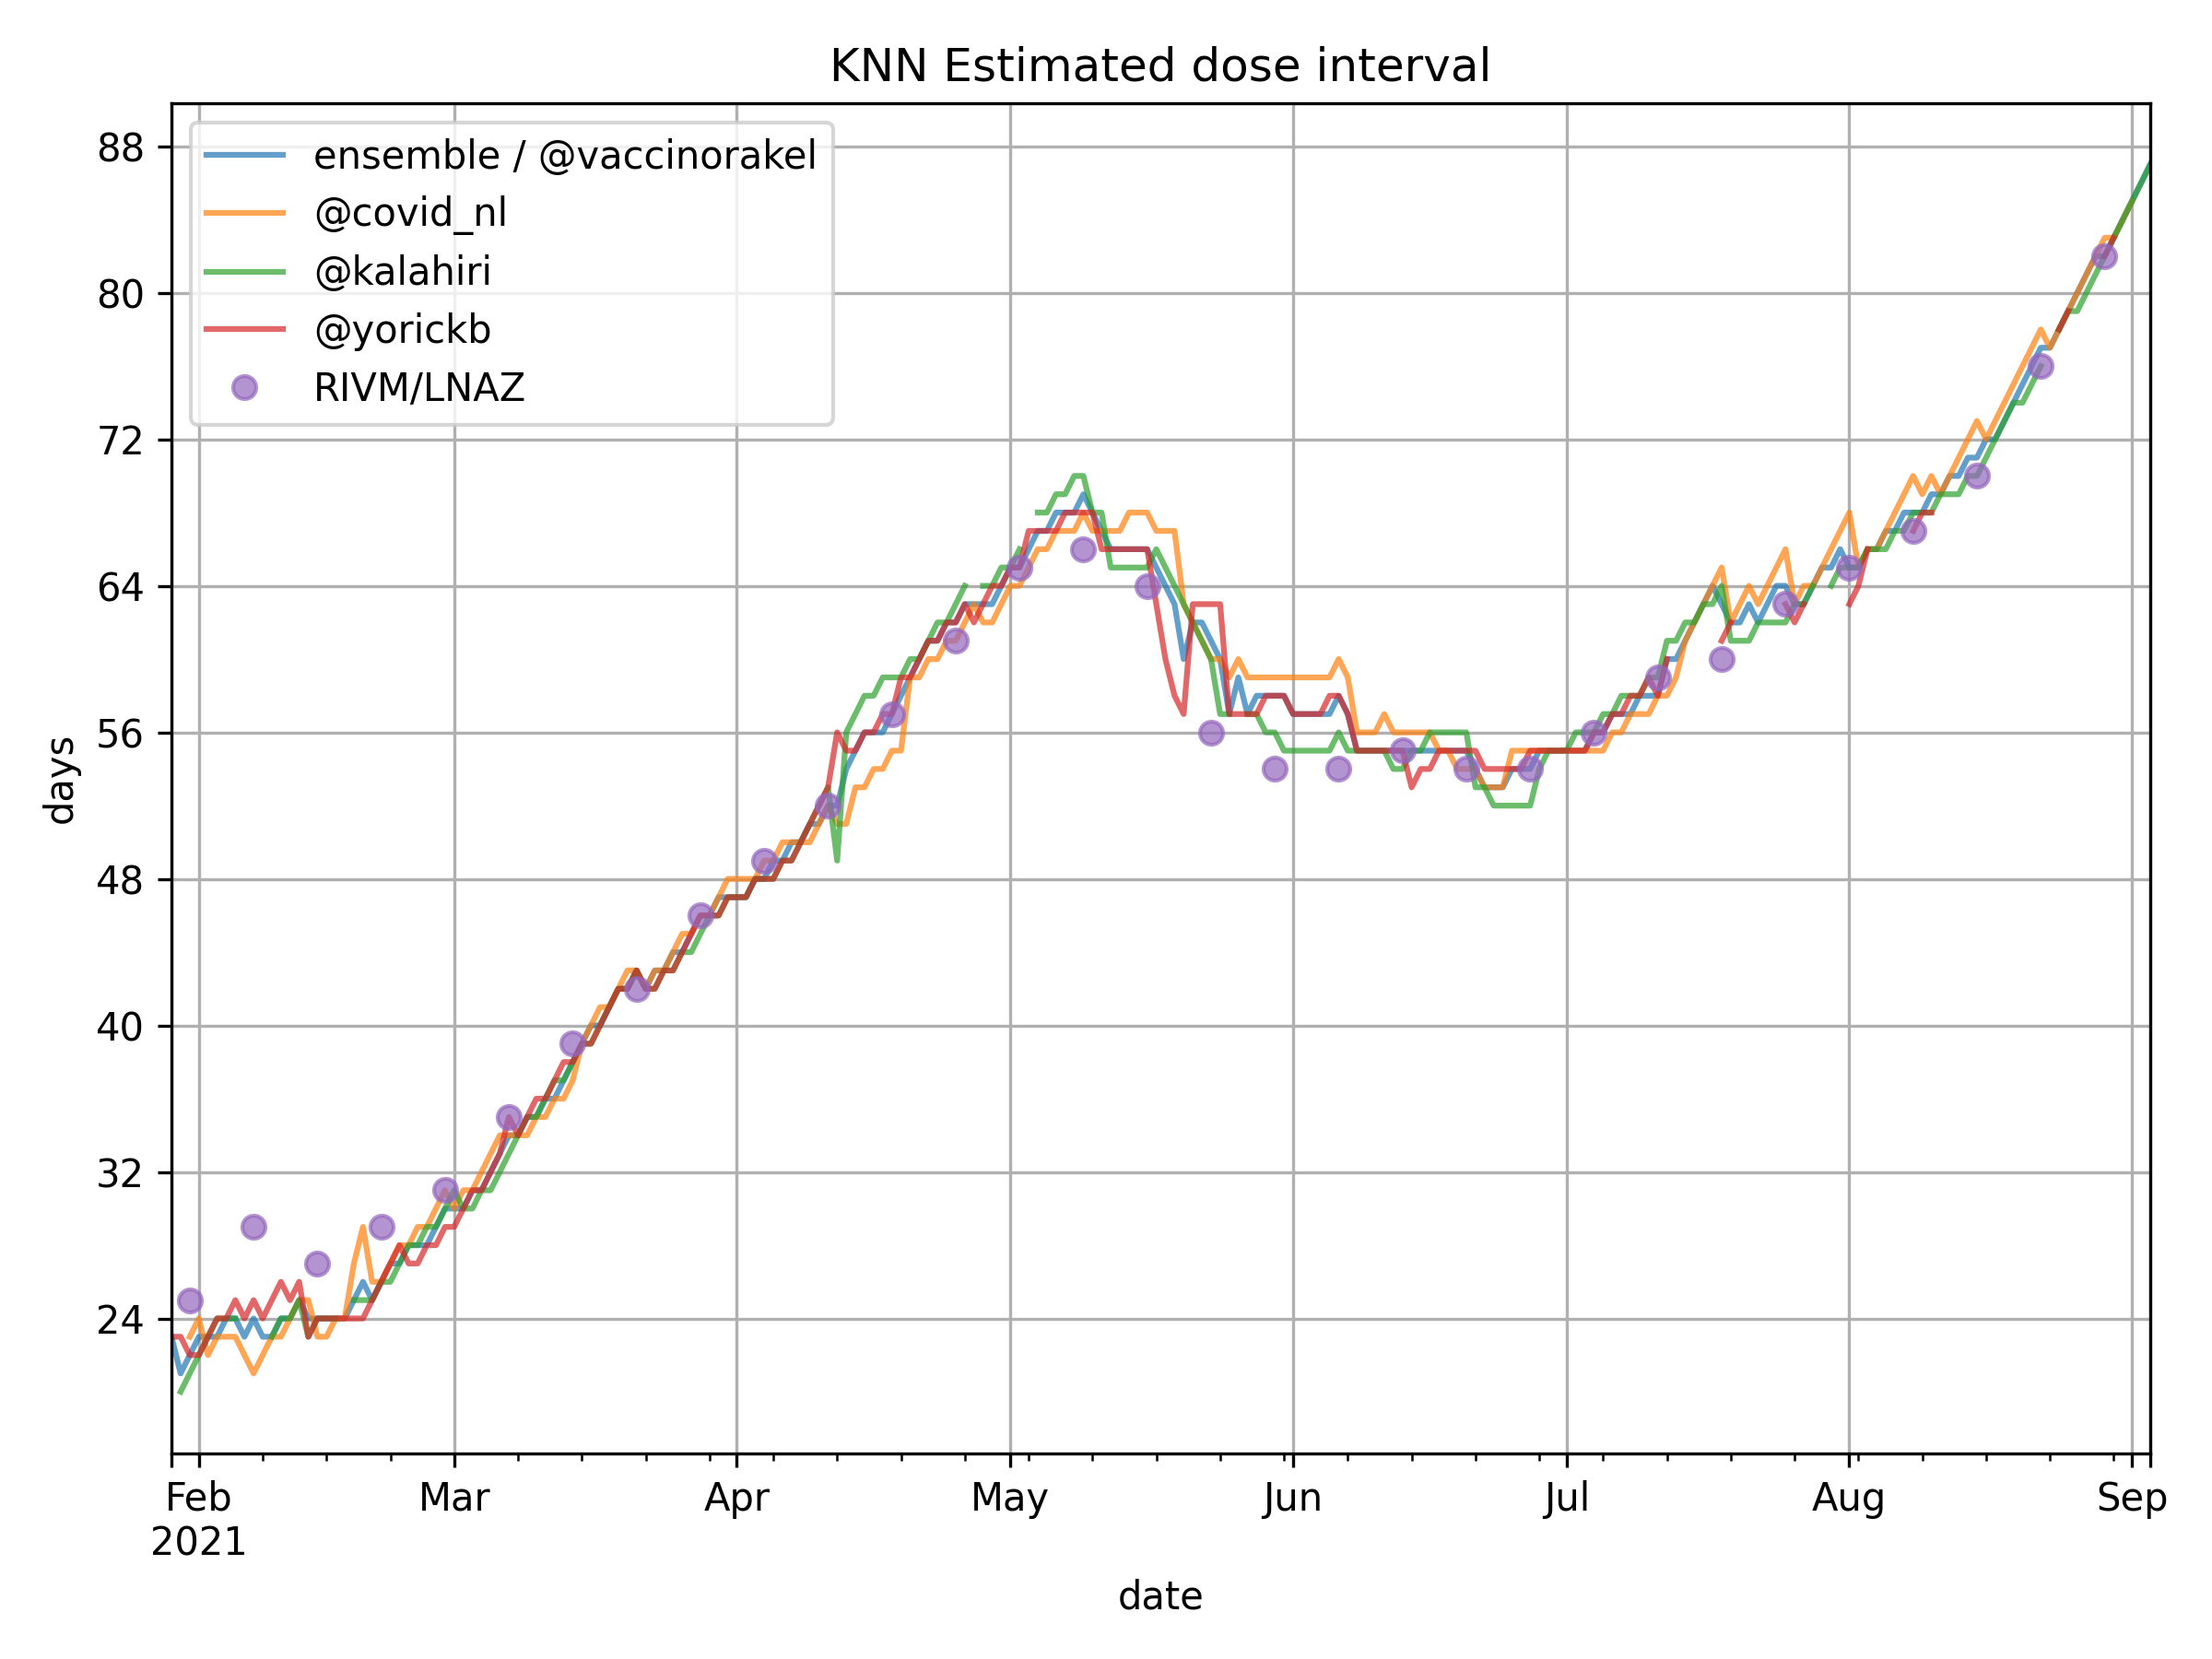 KNN Estimated dose interval
ensemble / @vaccinorakel
@covid_nl
@kalahiri
@yorickb
RIVM/LNAZ
88
80
72
64
56
48
40
32
24
days
Feb Mar Apr May Jun Jul Aug Sep
2021
date